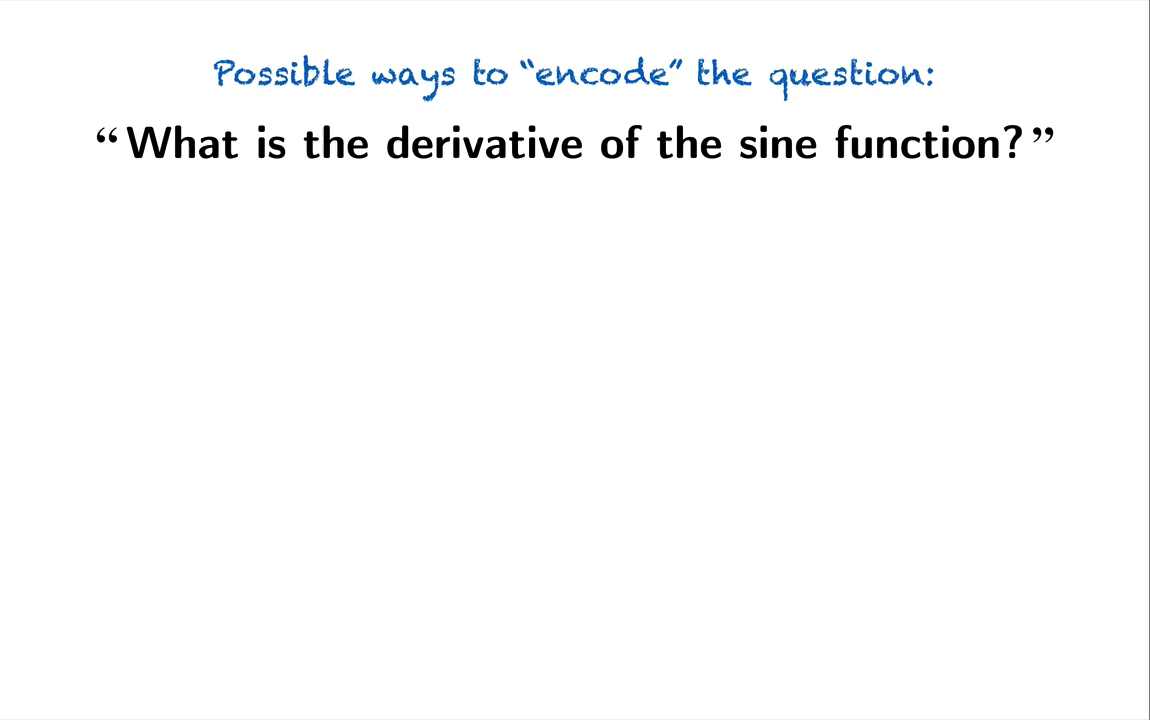 Possible ways to “encode” the question:
“What is the derivative of the sine function?”